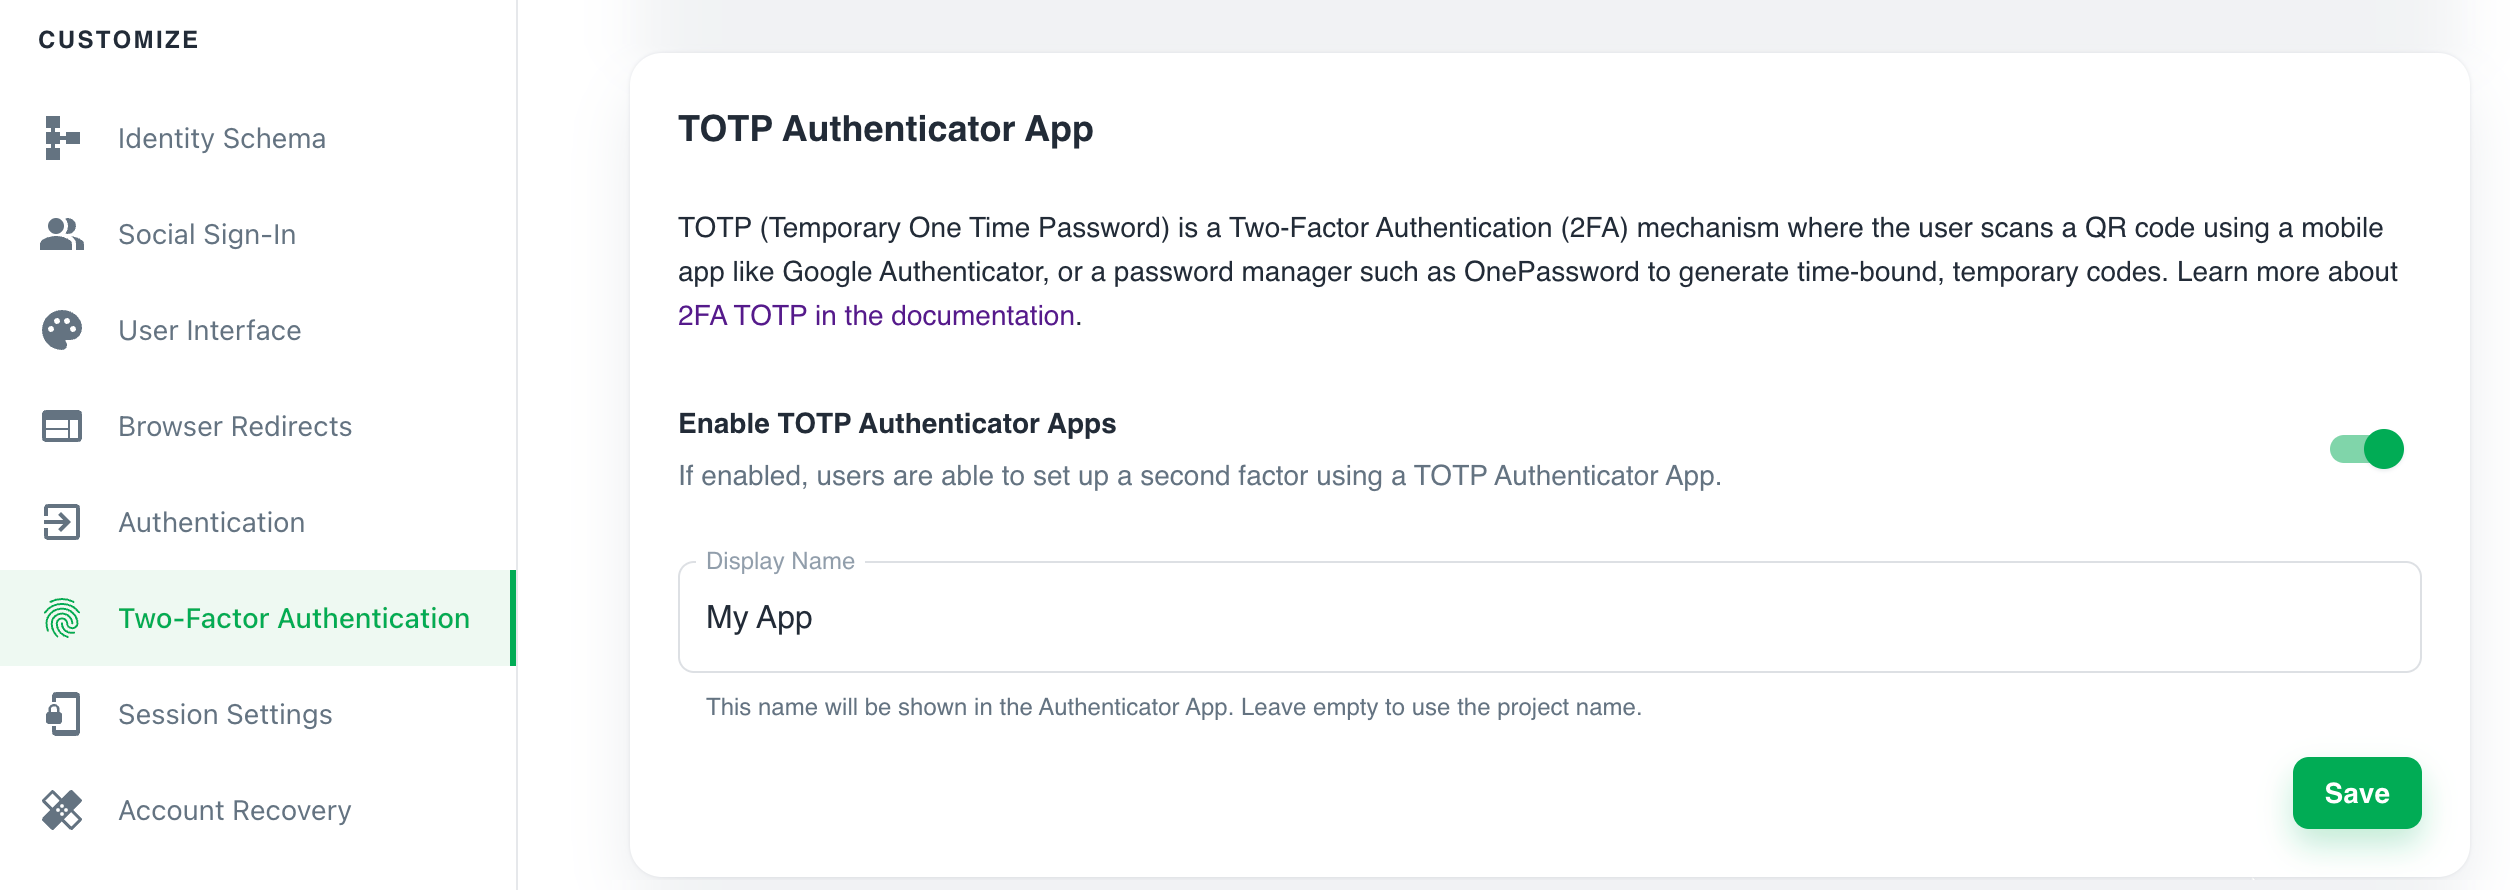 CUSTOMIZE
Identity Schema
Social Sign-In
User Interface
Browser Redirects
Authentication
Two-Factor Authentication
Session Settings
Account Recovery
TOTP Authenticator App
TOTP (Temporary One Time Password) is a Two-Factor Authentication (2FA) mechanism where the user scans a QR code using a mobile
app like Google Authenticator, or a password manager such as OnePassword to generate time-bound, temporary codes. Learn more about
2FA TOTP in the documentation.
Enable TOTP Authenticator Apps
If enabled, users are able to set up a second factor using a TOTP Authenticator App.
Display Name
My App
This name will be shown in the Authenticator App. Leave empty to use the project name.
Save